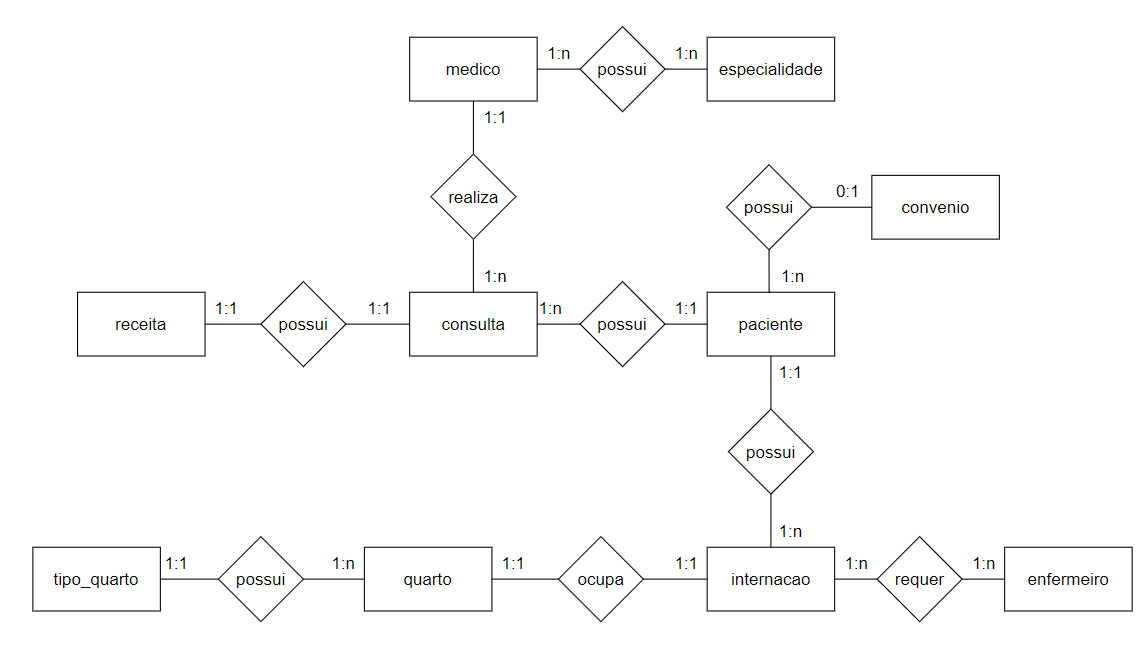 medico
1:n
possui
1:n
especialidade
1:1
realiza
1:n
possui
0:1
convenio
1:n
receita
1:1
possui
1:1
consulta
1:n
possui
1:1
paciente
1:1
possui
1:n
tipo_quarto
1:1
possui
1:n
quarto
1:1
ocupa
1:1
internacao
1:n
requer
1:n
enfermeiro